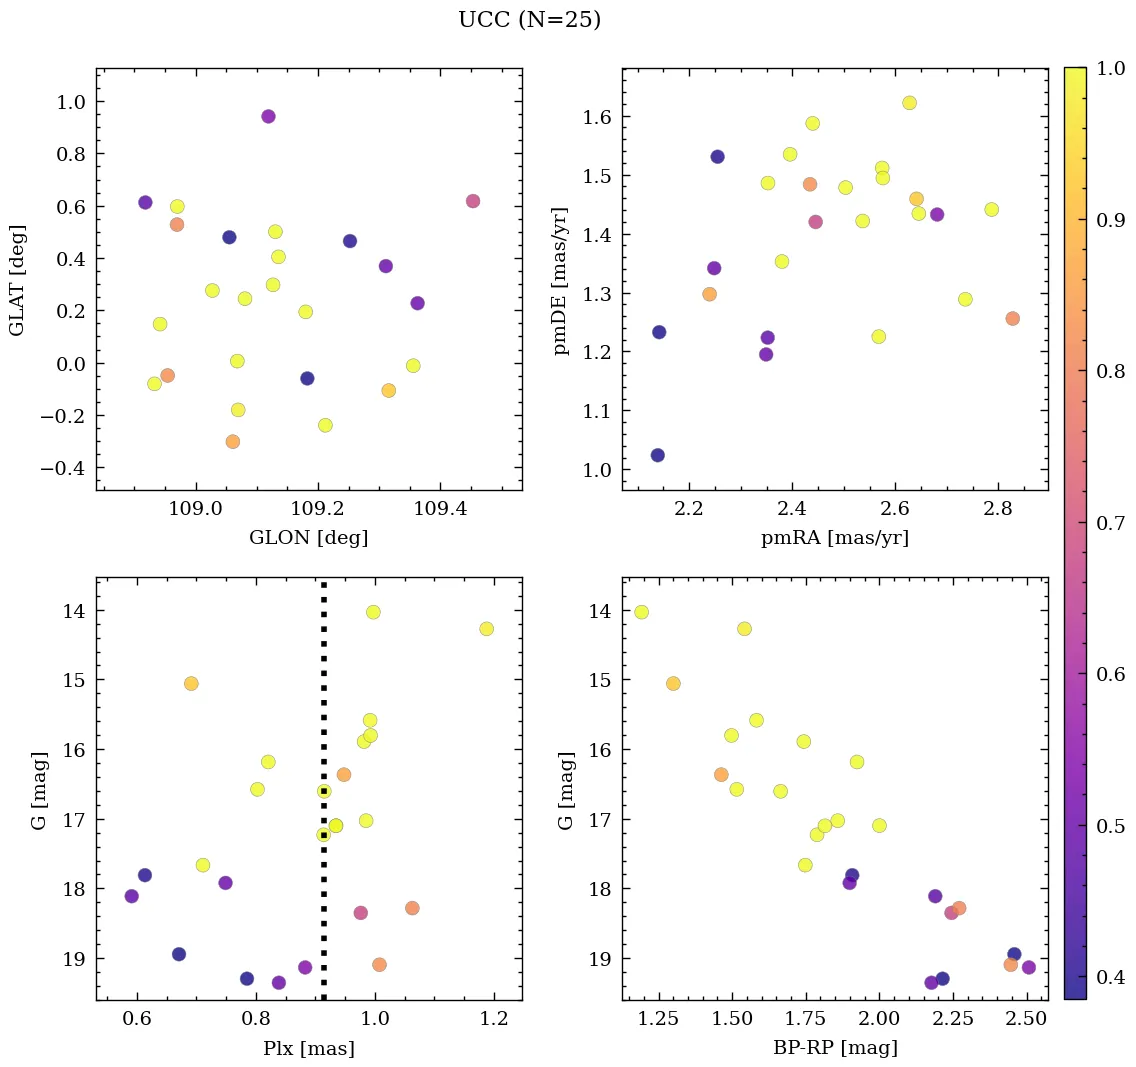 UCC (N=25)
1.0
0.8
0.6
0.4
0.2
0.0
−0.2
−0.4
GLAT [deg]
109.0 109.2 109.4
GLON [deg]
1.6
1.5
1.4
1.3
1.2
1.1
1.0
pmDE [mas/yr]
2.2 2.4 2.6 2.8
pmRA [mas/yr]
14
15
16
17
18
19
G [mag]
0.6 0.8 1.0 1.2
Plx [mas]
14
15
16
17
18
19
G [mag]
1.25 1.50 1.75 2.00 2.25 2.50
BP-RP [mag]
1.0
0.9
0.8
0.7
0.6
0.5
0.4